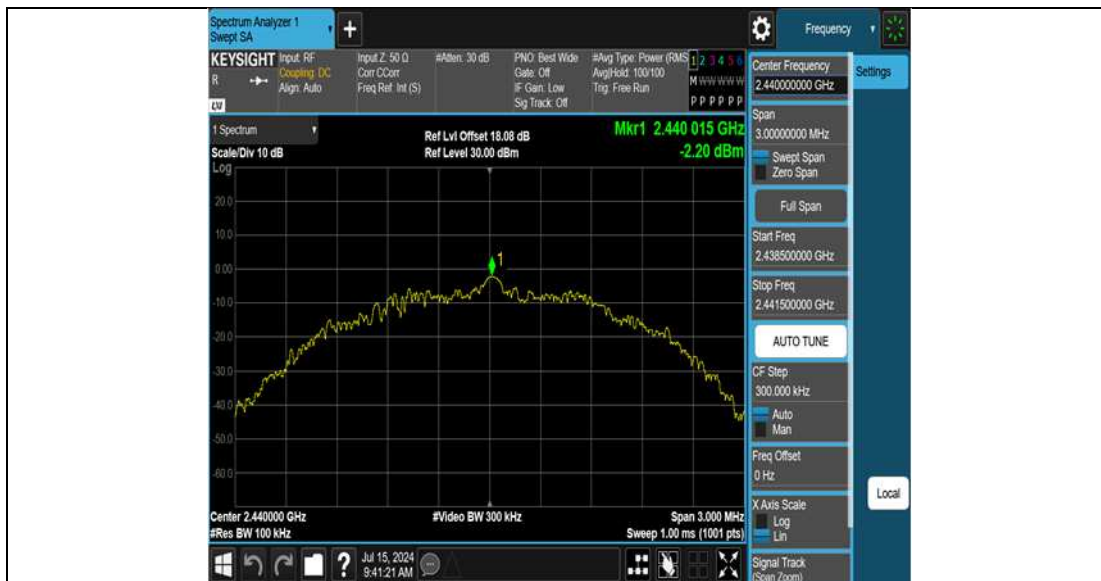 Spectrum Analyzer 1
Swept SA
Frequency
KEYSIGHT
R
Input: RF
Coupling: DC
Align: Auto
Input Z: 50 Ω
Corr CCorr
Freq Ref: Int (S)
#Atten: 30 dB
PNO: Best Wide
Gate: Off
IF Gain: Low
Sig Track: Off
#Avg Type: Power (RMS
Avg|Hold: 100/100
Trig: Free Run
1 2 3 4 5 6
M W W W W W
P P P P P P
1 Spectrum
Scale/Div 10 dB
Ref Lvl Offset 18.08 dB
Ref Level 30.00 dBm
Mkr1 2.440 015 GHz
-2.20 dBm
Log
20.0
0.00
-10.0
-20.0
-30.0
-40.0
-50.0
-60.0
1
Center 2.440000 GHz
#Res BW 100 kHz
#Video BW 300 kHz
Span 3.000 MHz
Sweep 1.00 ms (1001 pts)
Center Frequency
2.440000000 GHz
Settings
Span
3.00000000 MHz
Swept Span
Zero Span
Full Span
Start Freq
2.438500000 GHz
Stop Freq
2.441500000 GHz
AUTO TUNE
CF Step
300.000 kHz
Auto
Man
Freq Offset
0 Hz
X Axis Scale
Log
Lin
Local
Signal Track
(Span Zoom)
?
Jul 15, 2024
9:41:21 AM